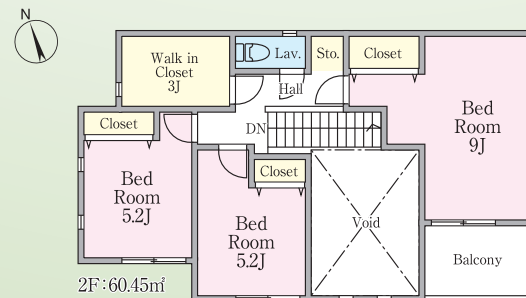 N
Walk in
Closet
3J
Lav.
Sto.
Closet
Hall
Bed
Room
9J
Closet
DN
Bed
Room
5.2J
Closet
Bed
Room
5.2J
Void
Balcony
2F:60.45㎡